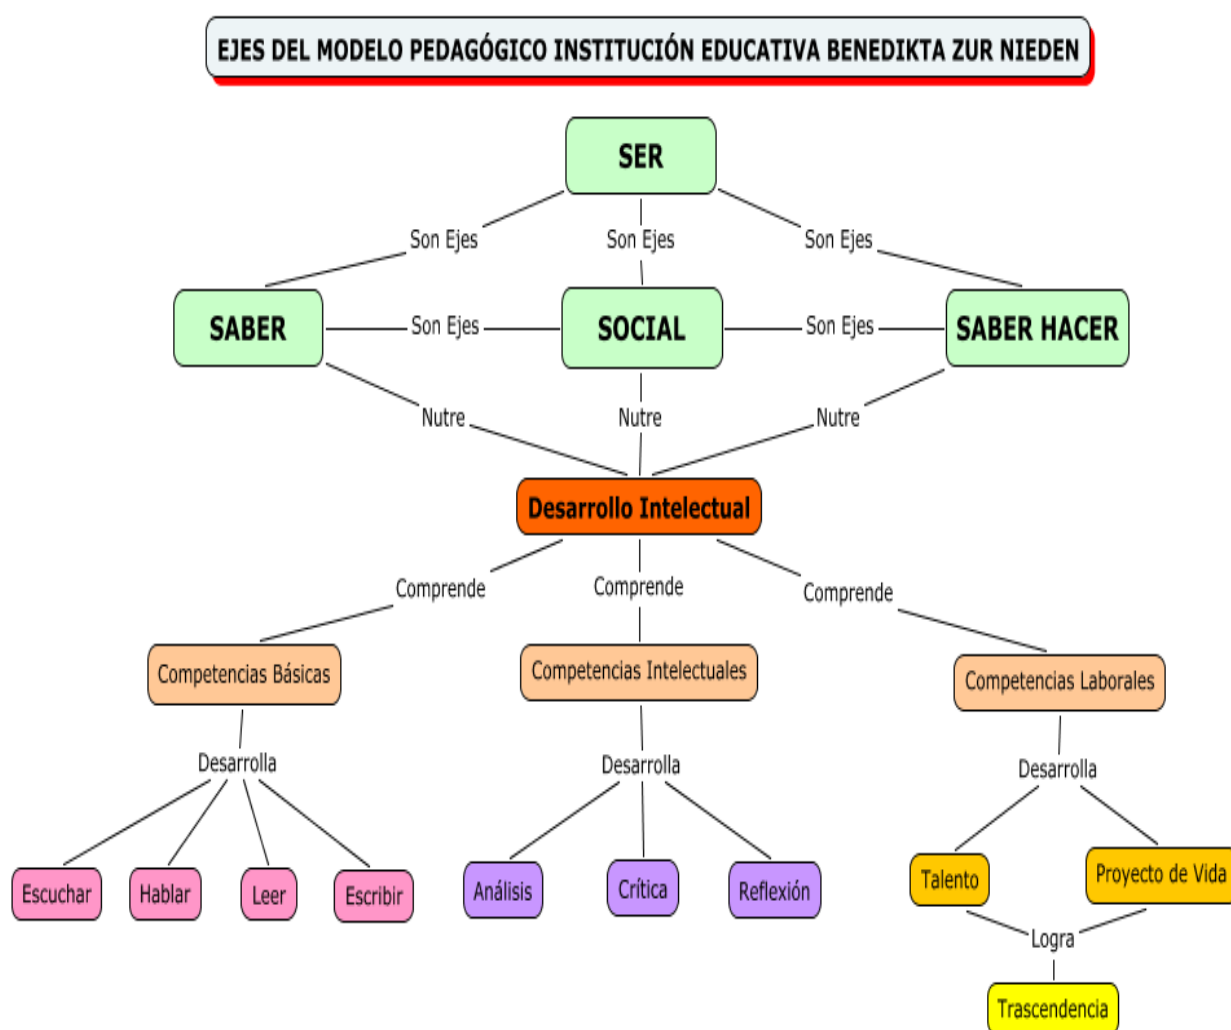 EJES DEL MODELO PEDAGÓGICO INSTITUCIÓN EDUCATIVA BENEDIKTA ZUR NIEDEN
SER
Son Ejes
Son Ejes
Son Ejes
SABER
Son Ejes
SOCIAL
Son Ejes
SABER HACER
Nutre
Nutre
Nutre
Desarrollo Intelectual
Comprende
Comprende
Comprende
Competencias Básicas
Competencias Intelectuales
Competencias Laborales
Desarrolla
Desarrolla
Desarrolla
Escuchar
Hablar
Leer
Escribir
Análisis
Crítica
Reflexión
Talento
Proyecto de Vida
Logra
Trascendencia